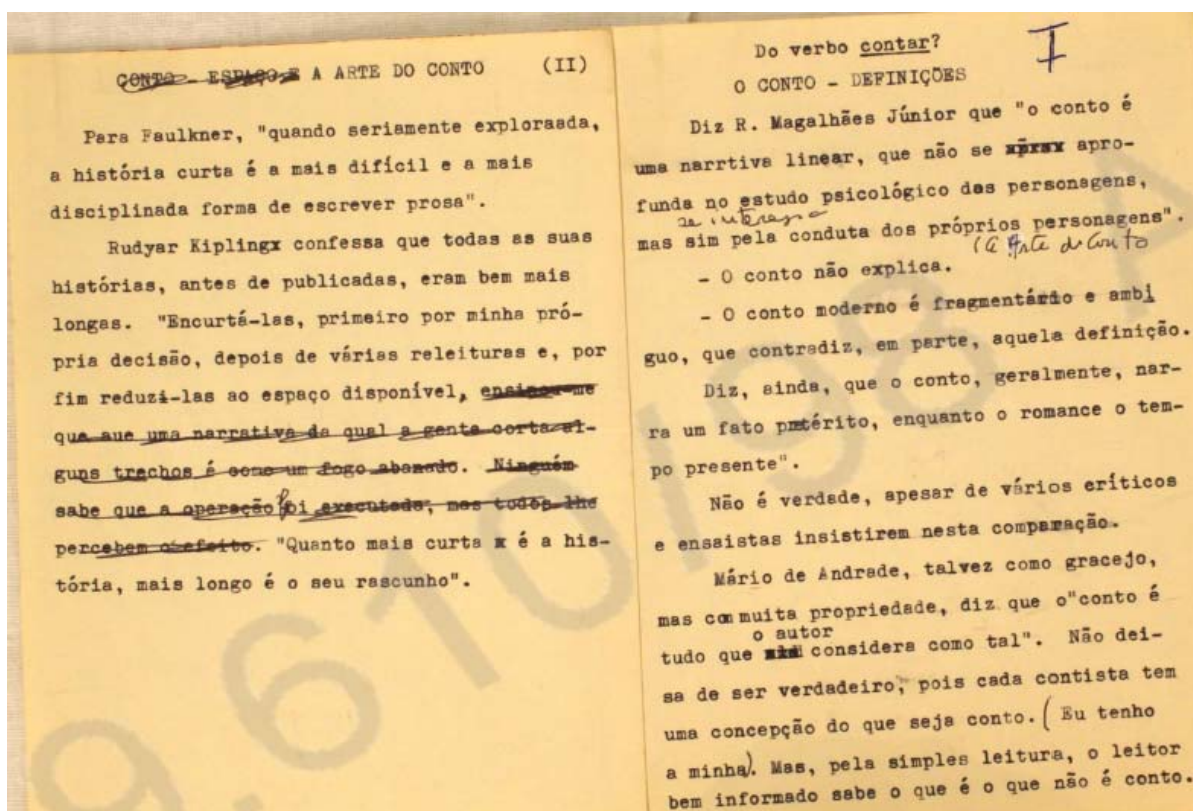 CONTO - ESPAÇO E A ARTE DO CONTO (II)
Para Faulkner, "quando seriamente exploraada,
a história curta é a mais difícil e a mais
disciplinada forma de escrever prosa".
Rudyar Kiplingx confessa que todas as suas
histórias, antes de publicadas, eram bem mais
longas. "Encurtá-las, primeiro por minha pró-
pria decisão, depois de várias releituras e, por
fim reduzi-las ao espaço disponível, ensinou-me
que aue uma narrativa da qual a gente corta al-
guns trechos é como um fogo abanado. Ninguém
sabe que a operação foi executada, mas todos lhe
percebem o efeito. "Quanto mais curta x é a his-
tória, mais longo é o seu rascunho".
Do verbo contar? I
O CONTO - DEFINIÇÕES
Diz R. Magalhães Júnior que "o conto é
uma narrtiva linear, que não se apro-
funda no estudo psicológico das personagens,
se interessa
mas sim pela conduta dos próprios personagens".
(A Arte do Conto
- O conto não explica.
- O conto moderno é fragmentário e ambi
guo, que contradiz, em parte, aquela definição.
Diz, ainda, que o conto, geralmente, nar-
ra um fato pretérito, enquanto o romance o tem-
po presente".
Não é verdade, apesar de vários críticos
e ensaistas insistirem nesta comparação.
Mário de Andrade, talvez como gracejo,
mas com muita propriedade, diz que o"conto é
o autor
tudo que considera como tal". Não dei-
sa de ser verdadeiro, pois cada contista tem
uma concepção do que seja conto. (Eu tenho
a minha). Mas, pela simples leitura, o leitor
bem informado sabe o que é o que não é conto.
9.610/98 A